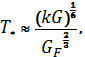 T* ≈ (kG)^(1/6) / G_F^(2/3),